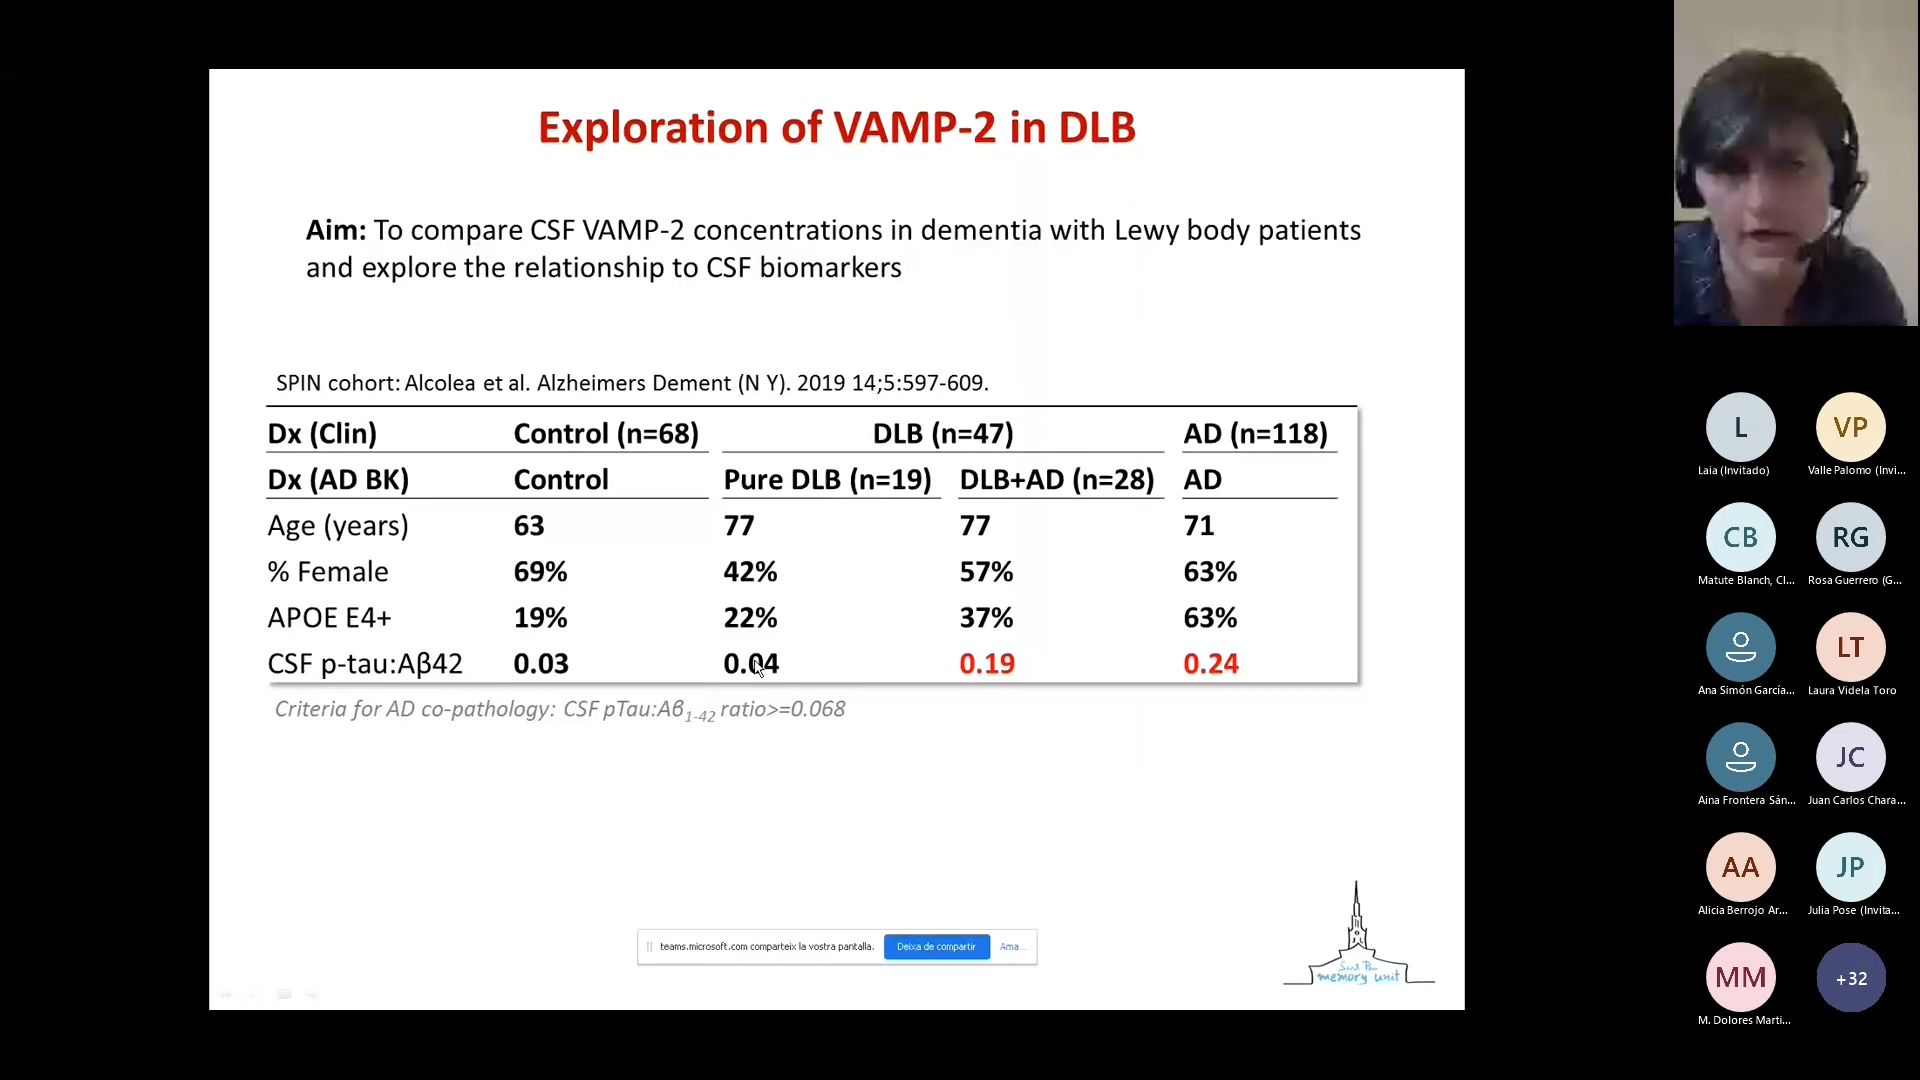 Exploration of VAMP-2 in DLB
Aim: To compare CSF VAMP-2 concentrations in dementia with Lewy body patients
and explore the relationship to CSF biomarkers
SPIN cohort: Alcolea et al. Alzheimers Dement (N Y). 2019 14;5:597-609.
Dx (Clin) Control (n=68) DLB (n=47) AD (n=118)
Dx (AD BK) Control Pure DLB (n=19) DLB+AD (n=28) AD
Age (years) 63 77 77 71
% Female 69% 42% 57% 63%
APOE E4+ 19% 22% 37% 63%
CSF p-tau:Aβ42 0.03 0.04 0.19 0.24
Criteria for AD co-pathology: CSF pTau:Aβ1-42 ratio>=0.068
teams.microsoft.com comparteix la vostra pantalla. Deixa de compartir Ama...
Sant Pau
memory unit
L VP
Laia (Invitado) Valle Palomo (Invi...
CB RG
Matute Blanch, Cl... Rosa Guerrero (G...
LT
Ana Simón García... Laura Videla Toro
JC
Aina Frontera Sán... Juan Carlos Chara...
AA JP
Alicia Berrojo Ar... Julia Pose (Invita...
MM +32
M. Dolores Marti...